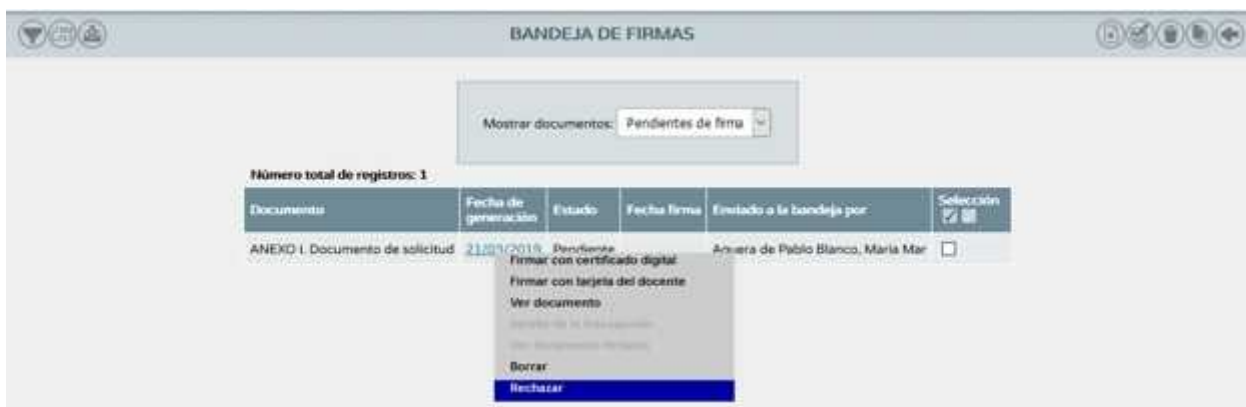 BANDEJA DE FIRMAS
Mostrar documentos: Pendientes de firma
Número total de registros: 1
Documento Fecha de generación Estado Fecha firma Enviado a la bandeja por Selección
ANEXO I. Documento de solicitud 21/03/2019 Pendiente Aguera de Pablo Blanco, Maria Mar
Firmar con certificado digital
Firmar con tarjeta del docente
Ver documento
Borrar
Rechazar